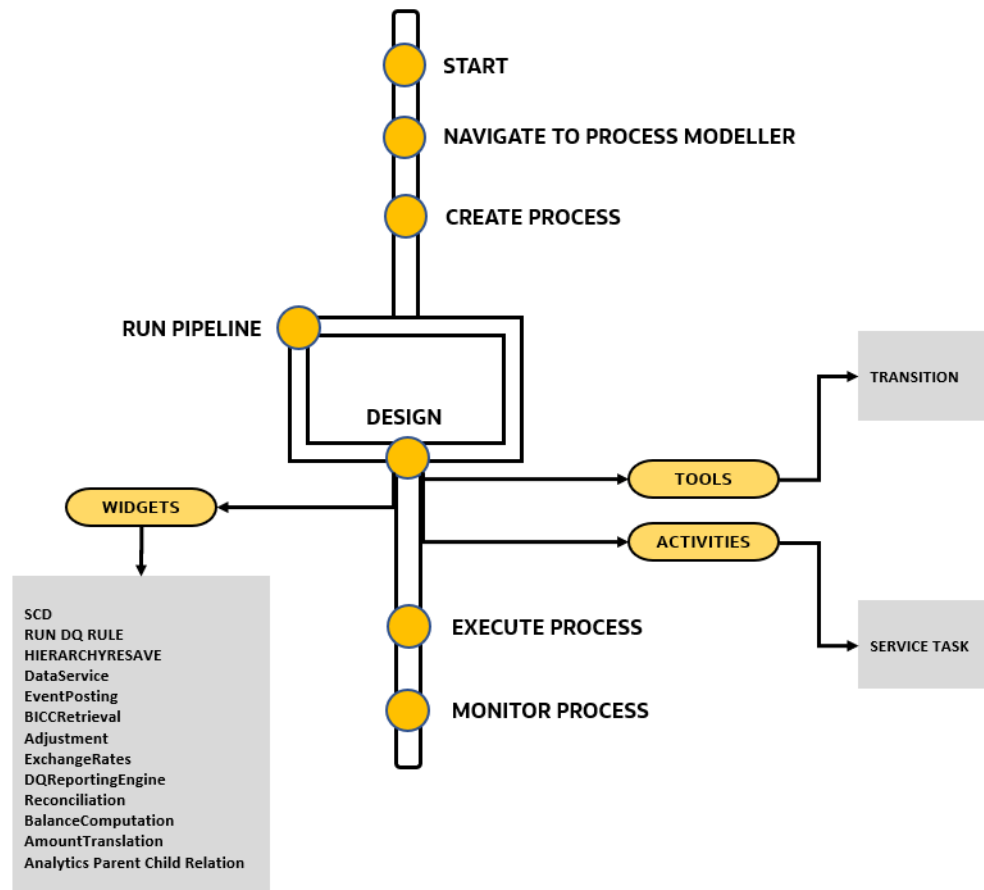 START
NAVIGATE TO PROCESS MODELLER
CREATE PROCESS
RUN PIPELINE
DESIGN
TRANSITION
TOOLS
WIDGETS
ACTIVITIES
SCD
RUN DQ RULE
HIERARCHYRESAVE
DataService
EventPosting
BICCRetrieval
Adjustment
ExchangeRates
DQReportingEngine
Reconciliation
BalanceComputation
AmountTranslation
Analytics Parent Child Relation
EXECUTE PROCESS
SERVICE TASK
MONITOR PROCESS